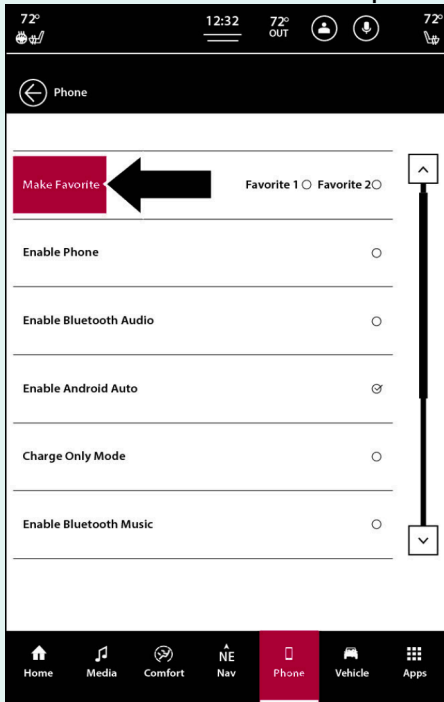 72° 12:32 72° OUT 72°
Phone
Make Favorite Favorite 1 Favorite 2
Enable Phone
Enable Bluetooth Audio
Enable Android Auto
Charge Only Mode
Enable Bluetooth Music
NE
Home Media Comfort Nav Phone Vehicle Apps